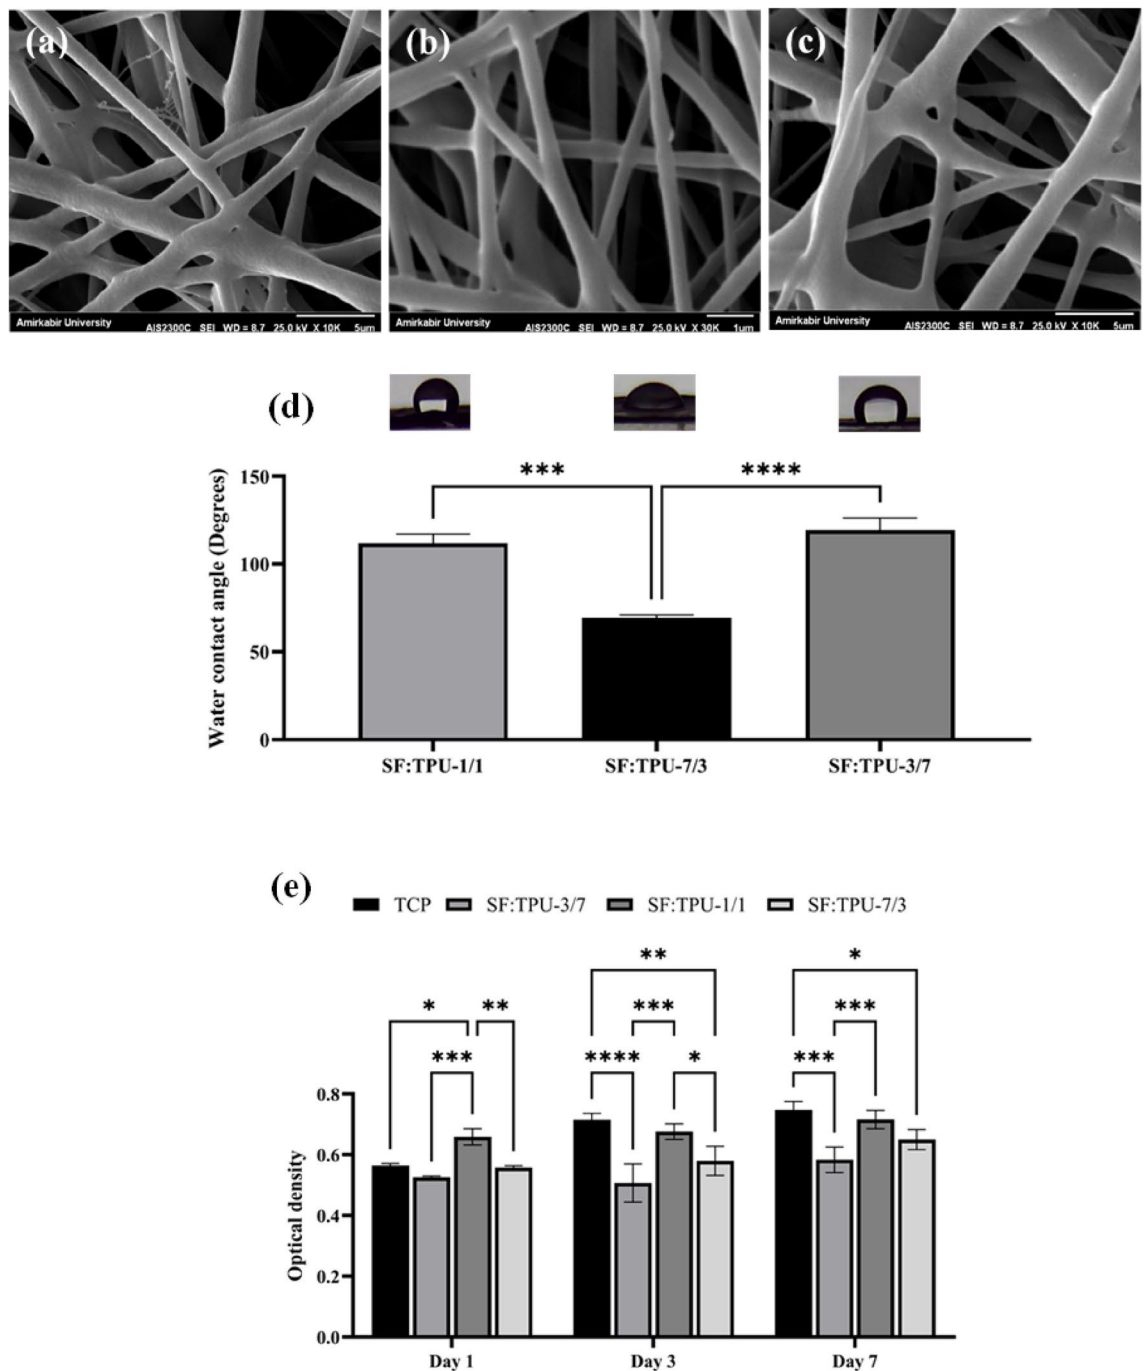 (a)
(b)
(c)
Amirkabir University
AIS2300C SEI WD = 8.7 25.0 kV X 10K 5um
Amirkabir University
AIS2300C SEI WD = 8.7 25.0 kV X 30K 1um
Amirkabir University
AIS2300C SEI WD = 8.7 25.0 kV X 10K 5um
(d)
Water contact angle (Degrees)
150
100
50
0
***
****
SF:TPU-1/1
SF:TPU-7/3
SF:TPU-3/7
(e)
TCP SF:TPU-3/7 SF:TPU-1/1 SF:TPU-7/3
Optical density
0.8
0.6
0.4
0.2
0.0
* ** ***
** *** **** *
* *** ***
Day 1
Day 3
Day 7